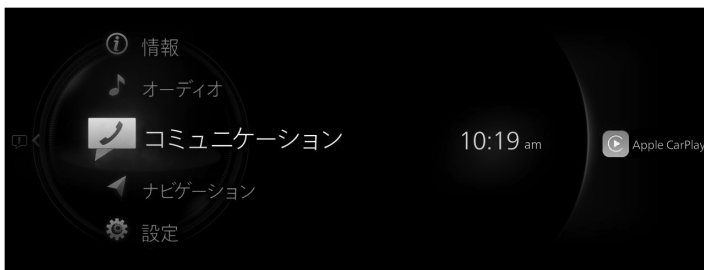 情報
オーディオ
コミュニケーション
ナビゲーション
設定
10:19 am
Apple CarPlay